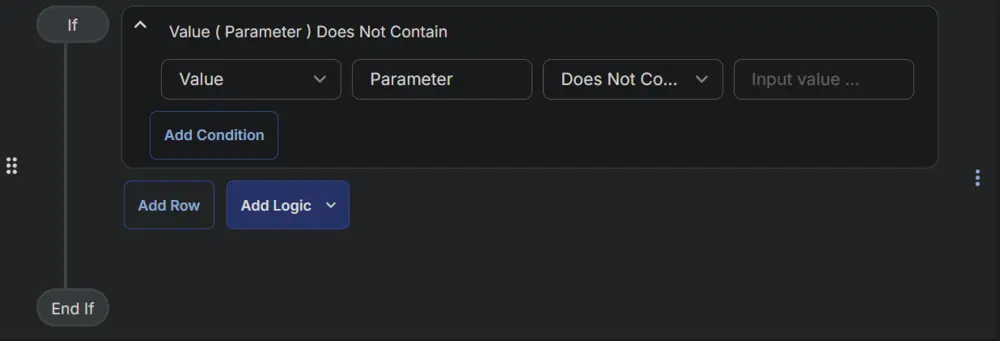 If
Value ( Parameter ) Does Not Contain
Value Parameter Does Not Co... Input value ...
Add Condition
Add Row Add Logic
End If